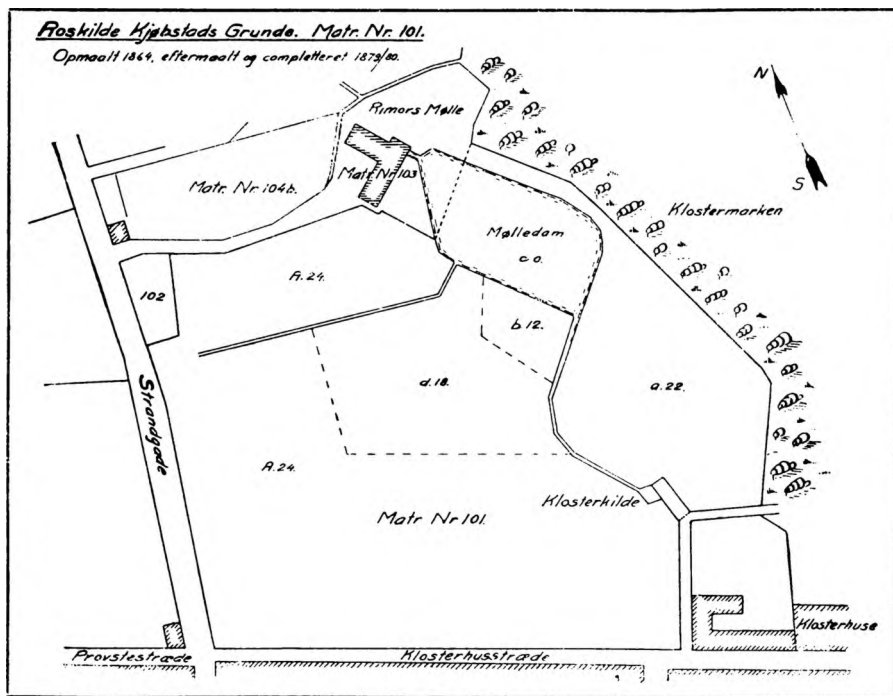 Roskilde Kjøbstads Grunde. Matr. Nr. 101.
Opmaalt 1864, eftermaalt og completteret 1879/80.
N
S
Rimors Mølle
Matr. Nr 103
Matr. Nr 104b.
Klostermarken
Mølledam
c 0.
A.24.
102
b 12.
d.18.
a.22.
Strandgade
A.24.
Klosterkilde
Matr Nr 101.
Klosterhuse
Provstestræde
Klosterhusstræde